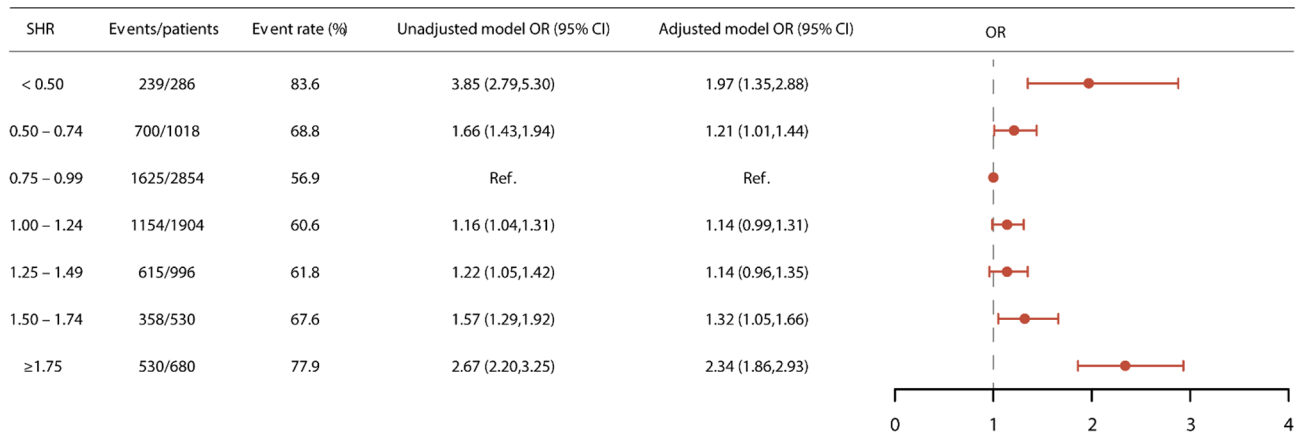 SHR Events/patients Event rate (%) Unadjusted model OR (95% CI) Adjusted model OR (95% CI) OR
< 0.50 239/286 83.6 3.85 (2.79,5.30) 1.97 (1.35,2.88)
0.50 – 0.74 700/1018 68.8 1.66 (1.43,1.94) 1.21 (1.01,1.44)
0.75 – 0.99 1625/2854 56.9 Ref. Ref.
1.00 – 1.24 1154/1904 60.6 1.16 (1.04,1.31) 1.14 (0.99,1.31)
1.25 – 1.49 615/996 61.8 1.22 (1.05,1.42) 1.14 (0.96,1.35)
1.50 – 1.74 358/530 67.6 1.57 (1.29,1.92) 1.32 (1.05,1.66)
≥1.75 530/680 77.9 2.67 (2.20,3.25) 2.34 (1.86,2.93)
0 1 2 3 4